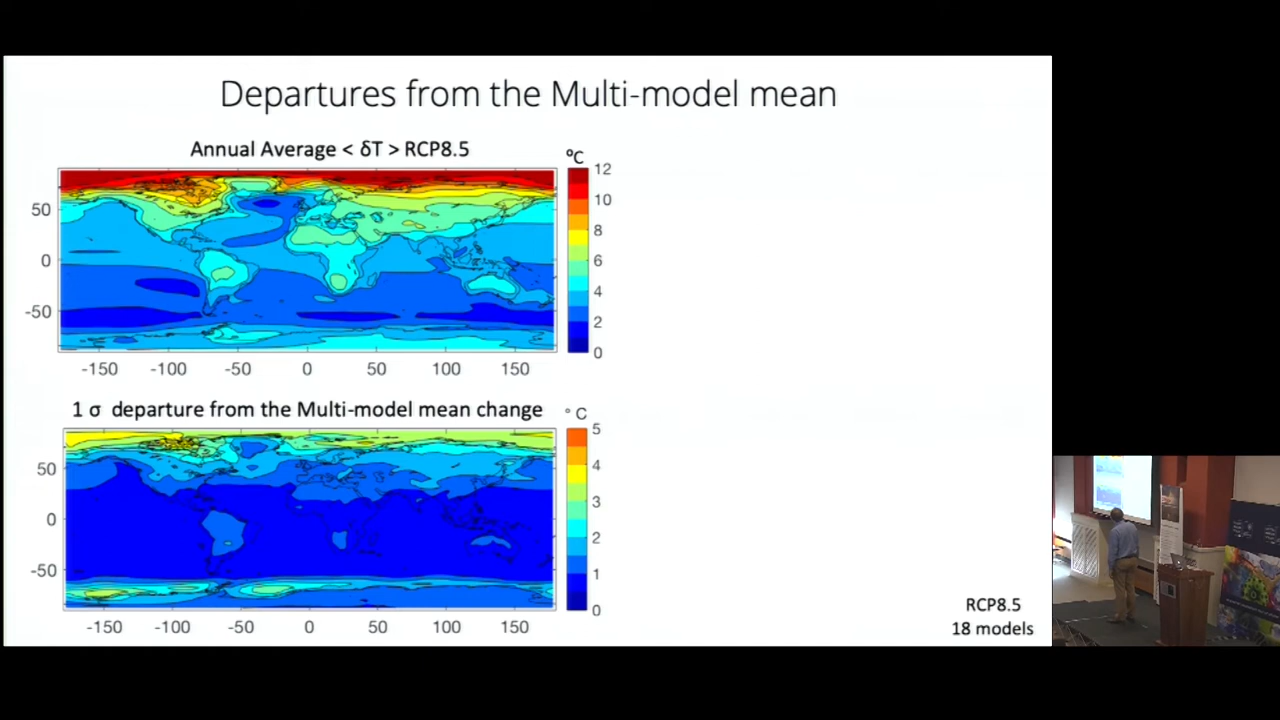 Departures from the Multi-model mean
Annual Average < δT > RCP8.5
ºC
12
10
8
6
4
2
0
50
0
-50
-150 -100 -50 0 50 100 150
1 σ departure from the Multi-model mean change
° C
5
4
3
2
1
0
50
0
-50
-150 -100 -50 0 50 100 150
RCP8.5
18 models